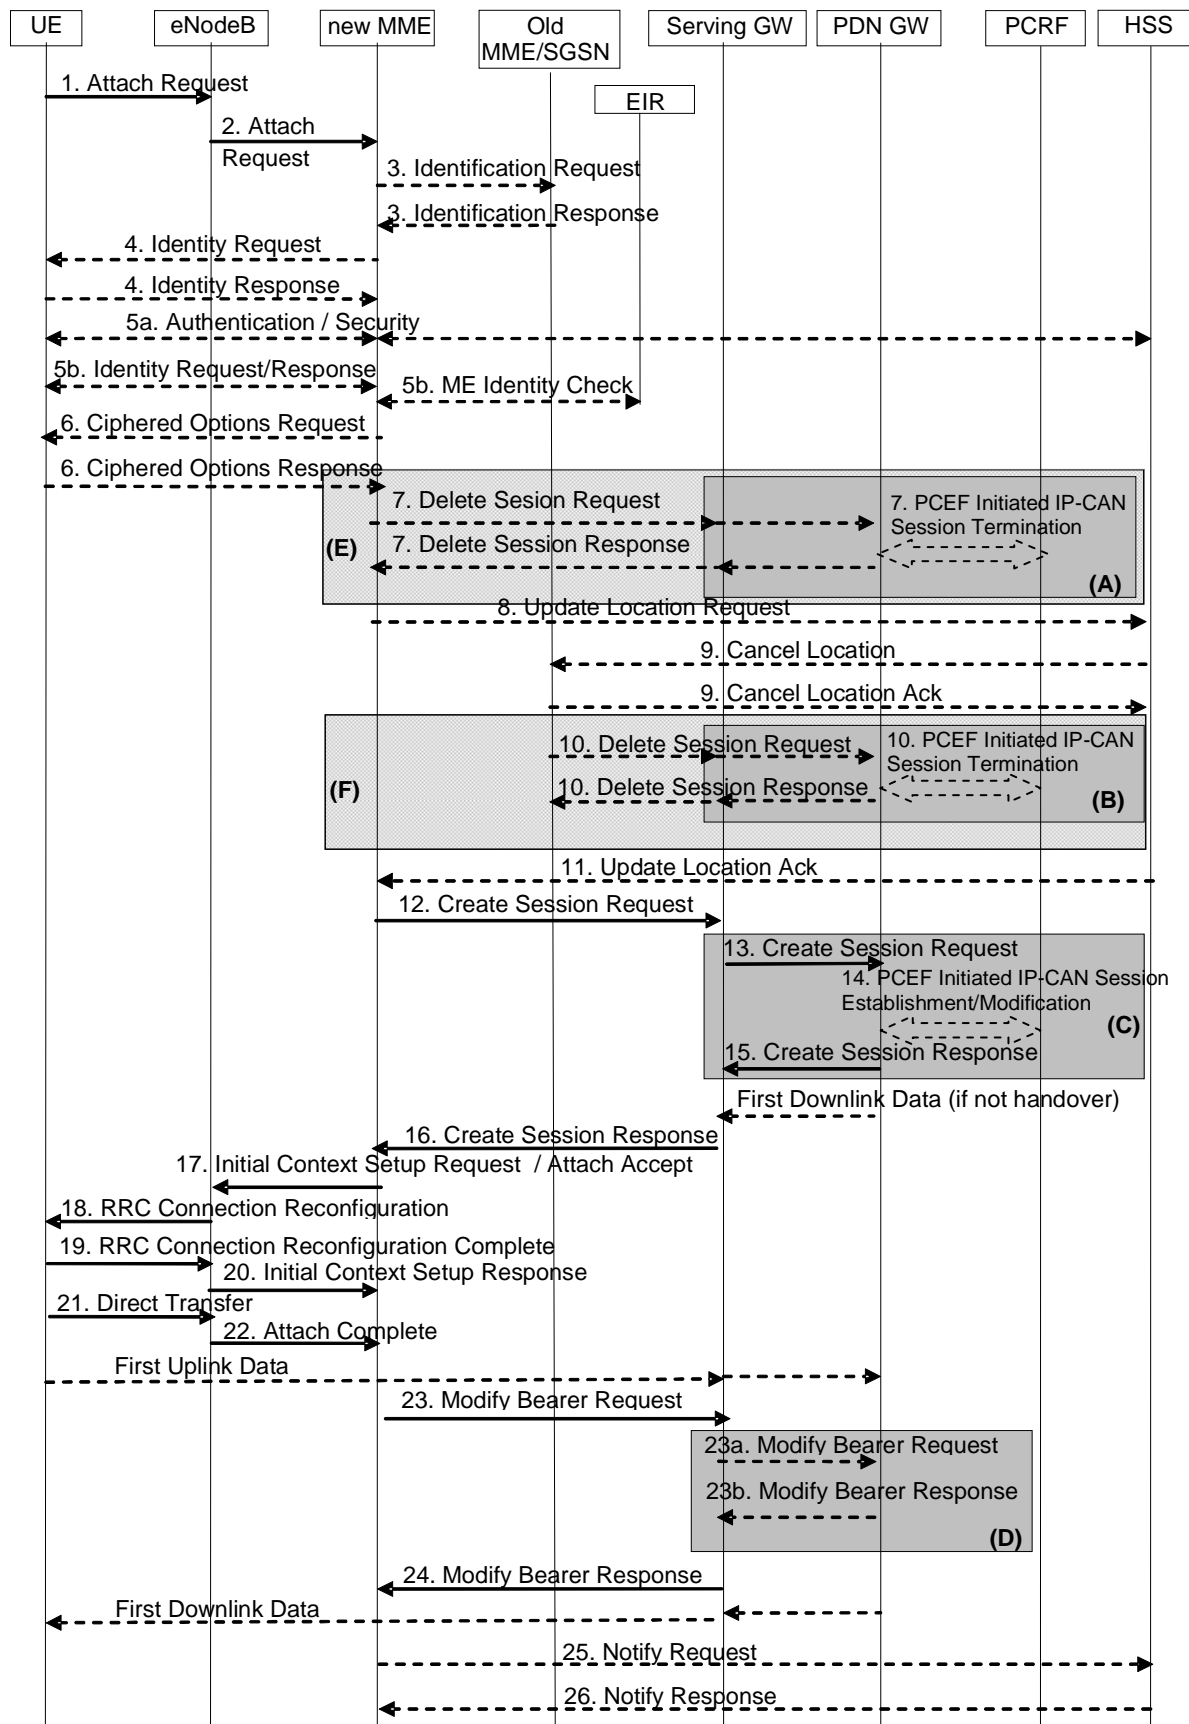 UE
eNodeB
new MME
Old
MME/SGSN
Serving GW
PDN GW
PCRF
HSS
EIR
1. Attach Request
2. Attach
Request
3. Identification Request
3. Identification Response
4. Identity Request
4. Identity Response
5a. Authentication / Security
5b. Identity Request/Response
5b. ME Identity Check
6. Ciphered Options Request
6. Ciphered Options Response
7. Delete Sesion Request
7. PCEF Initiated IP-CAN
Session Termination
(E)
7. Delete Session Response
(A)
8. Update Location Request
9. Cancel Location
9. Cancel Location Ack
10. Delete Session Request
10. PCEF Initiated IP-CAN
Session Termination
(F)
10. Delete Session Response
(B)
11. Update Location Ack
12. Create Session Request
13. Create Session Request
14. PCEF Initiated IP-CAN Session
Establishment/Modification
(C)
15. Create Session Response
First Downlink Data (if not handover)
16. Create Session Response
17. Initial Context Setup Request / Attach Accept
18. RRC Connection Reconfiguration
19. RRC Connection Reconfiguration Complete
20. Initial Context Setup Response
21. Direct Transfer
22. Attach Complete
First Uplink Data
23. Modify Bearer Request
23a. Modify Bearer Request
23b. Modify Bearer Response
(D)
24. Modify Bearer Response
First Downlink Data
25. Notify Request
26. Notify Response